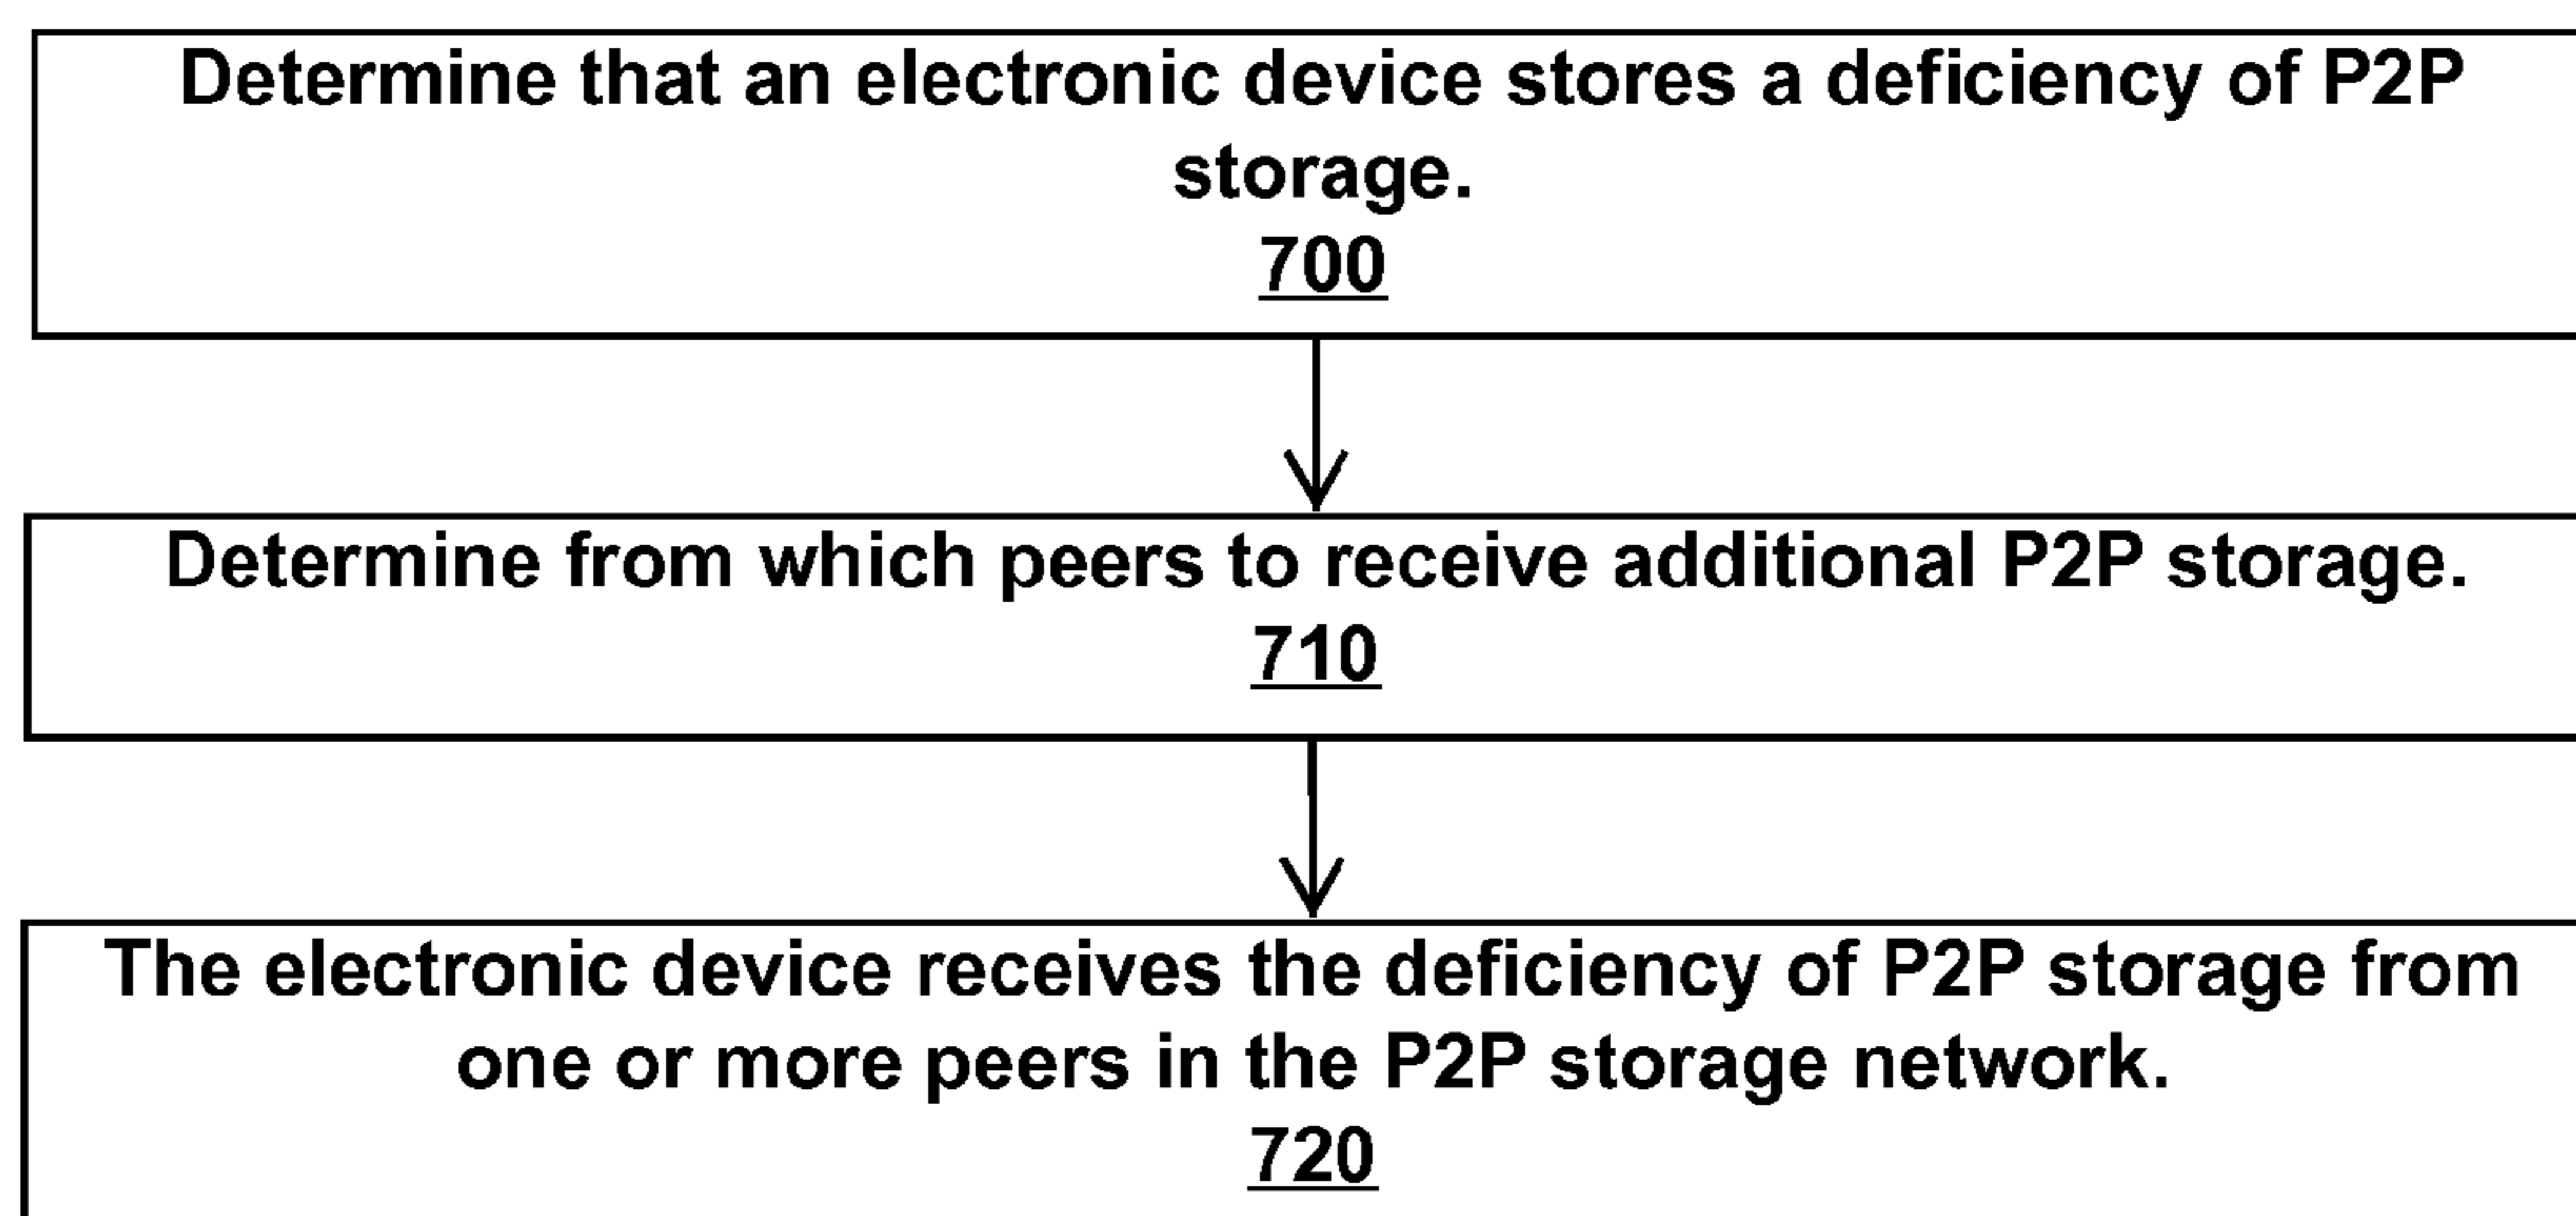 Determine that an electronic device stores a deficiency of P2P
storage.
700
Determine from which peers to receive additional P2P storage.
710
The electronic device receives the deficiency of P2P storage from
one or more peers in the P2P storage network.
720